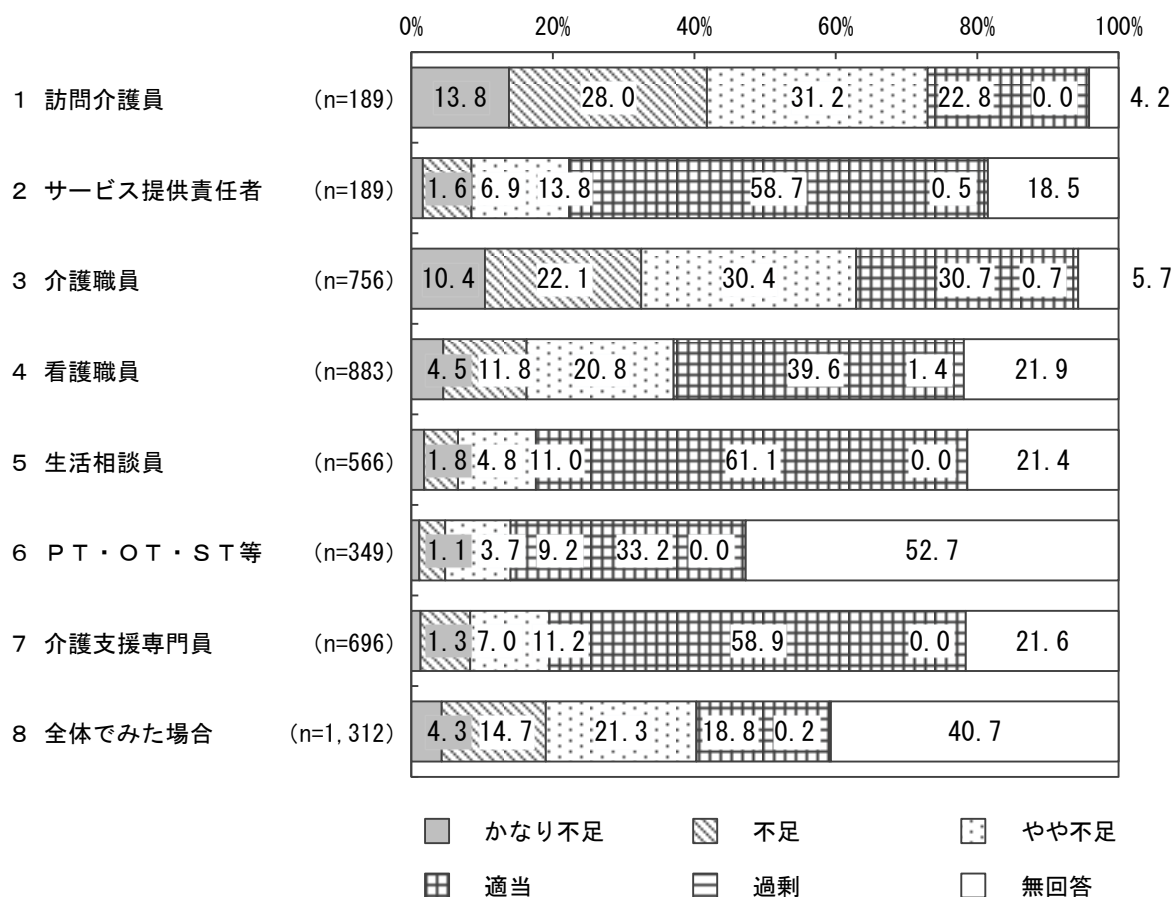 0% 20% 40% 60% 80% 100%
1 訪問介護員 (n=189) 13.8 28.0 31.2 22.8 0.0 4.2
2 サービス提供責任者 (n=189) 1.6 6.9 13.8 58.7 0.5 18.5
3 介護職員 (n=756) 10.4 22.1 30.4 30.7 0.7 5.7
4 看護職員 (n=883) 4.5 11.8 20.8 39.6 1.4 21.9
5 生活相談員 (n=566) 1.8 4.8 11.0 61.1 0.0 21.4
6 ＰＴ・ＯＴ・ＳＴ等 (n=349) 1.1 3.7 9.2 33.2 0.0 52.7
7 介護支援専門員 (n=696) 1.3 7.0 11.2 58.9 0.0 21.6
8 全体でみた場合 (n=1,312) 4.3 14.7 21.3 18.8 0.2 40.7
かなり不足 不足 やや不足
適当 過剰 無回答